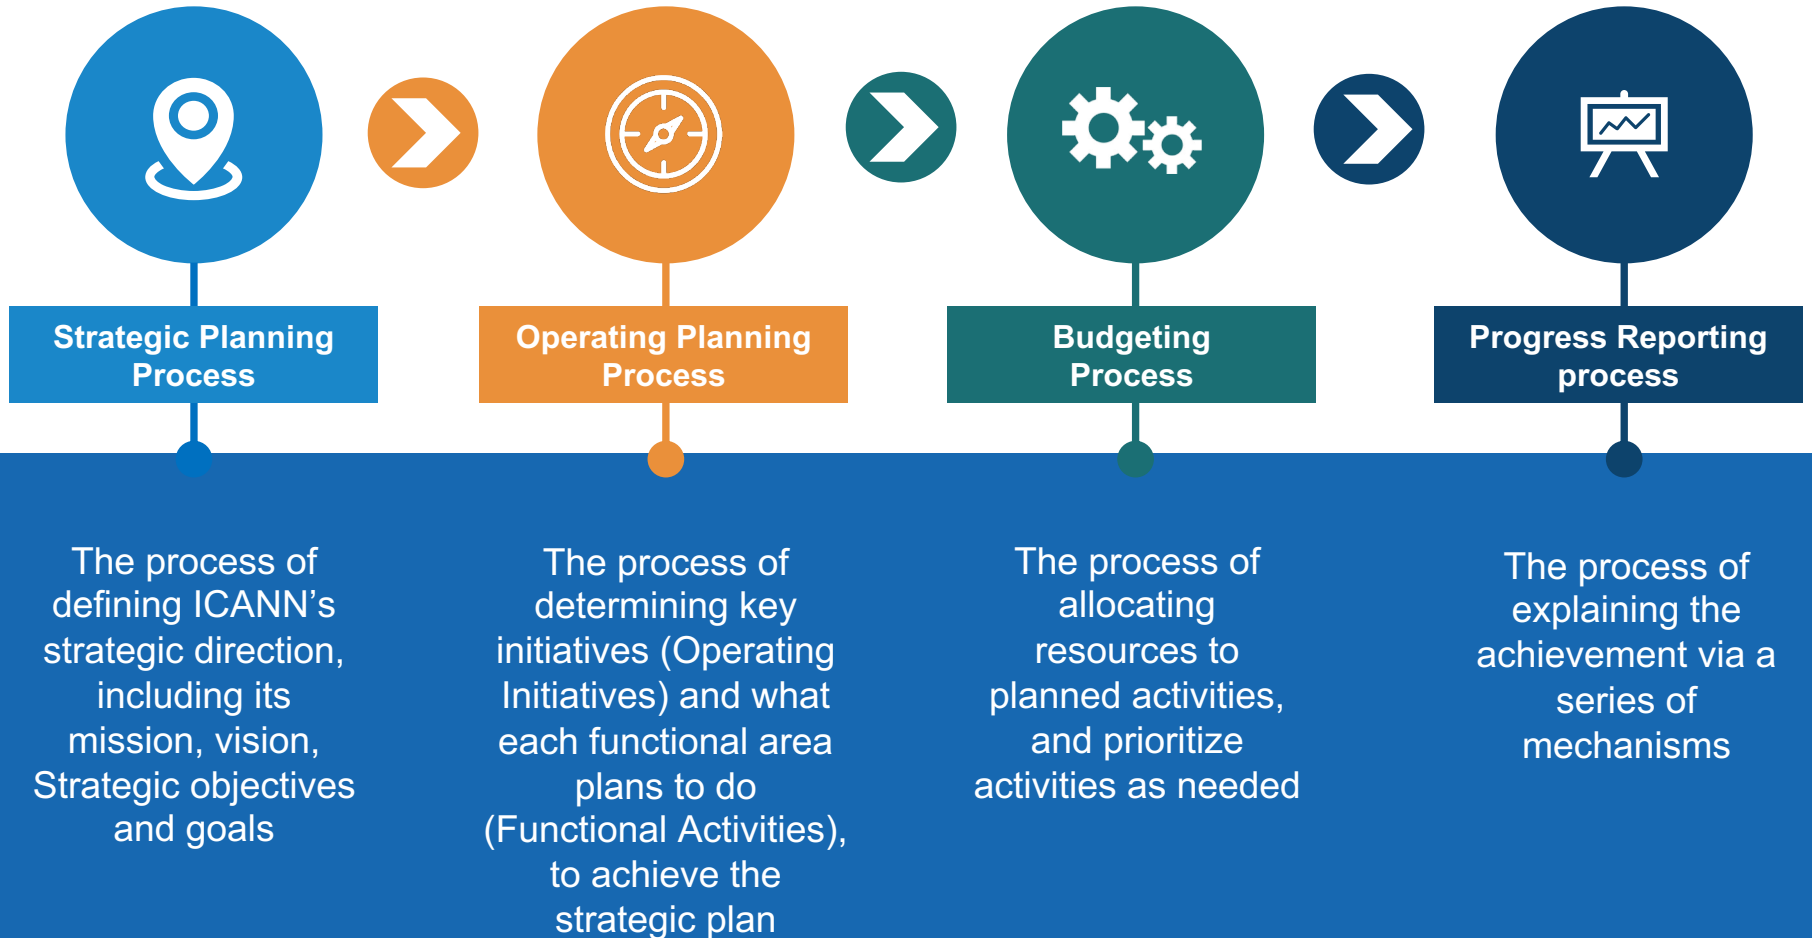 Strategic Planning
Process
Operating Planning
Process
Budgeting
Process
Progress Reporting
process
The process of
defining ICANN’s
strategic direction,
including its
mission, vision,
Strategic objectives
and goals
The process of
determining key
initiatives (Operating
Initiatives) and what
each functional area
plans to do
(Functional Activities),
to achieve the
strategic plan
The process of
allocating
resources to
planned activities,
and prioritize
activities as needed
The process of
explaining the
achievement via a
series of
mechanisms